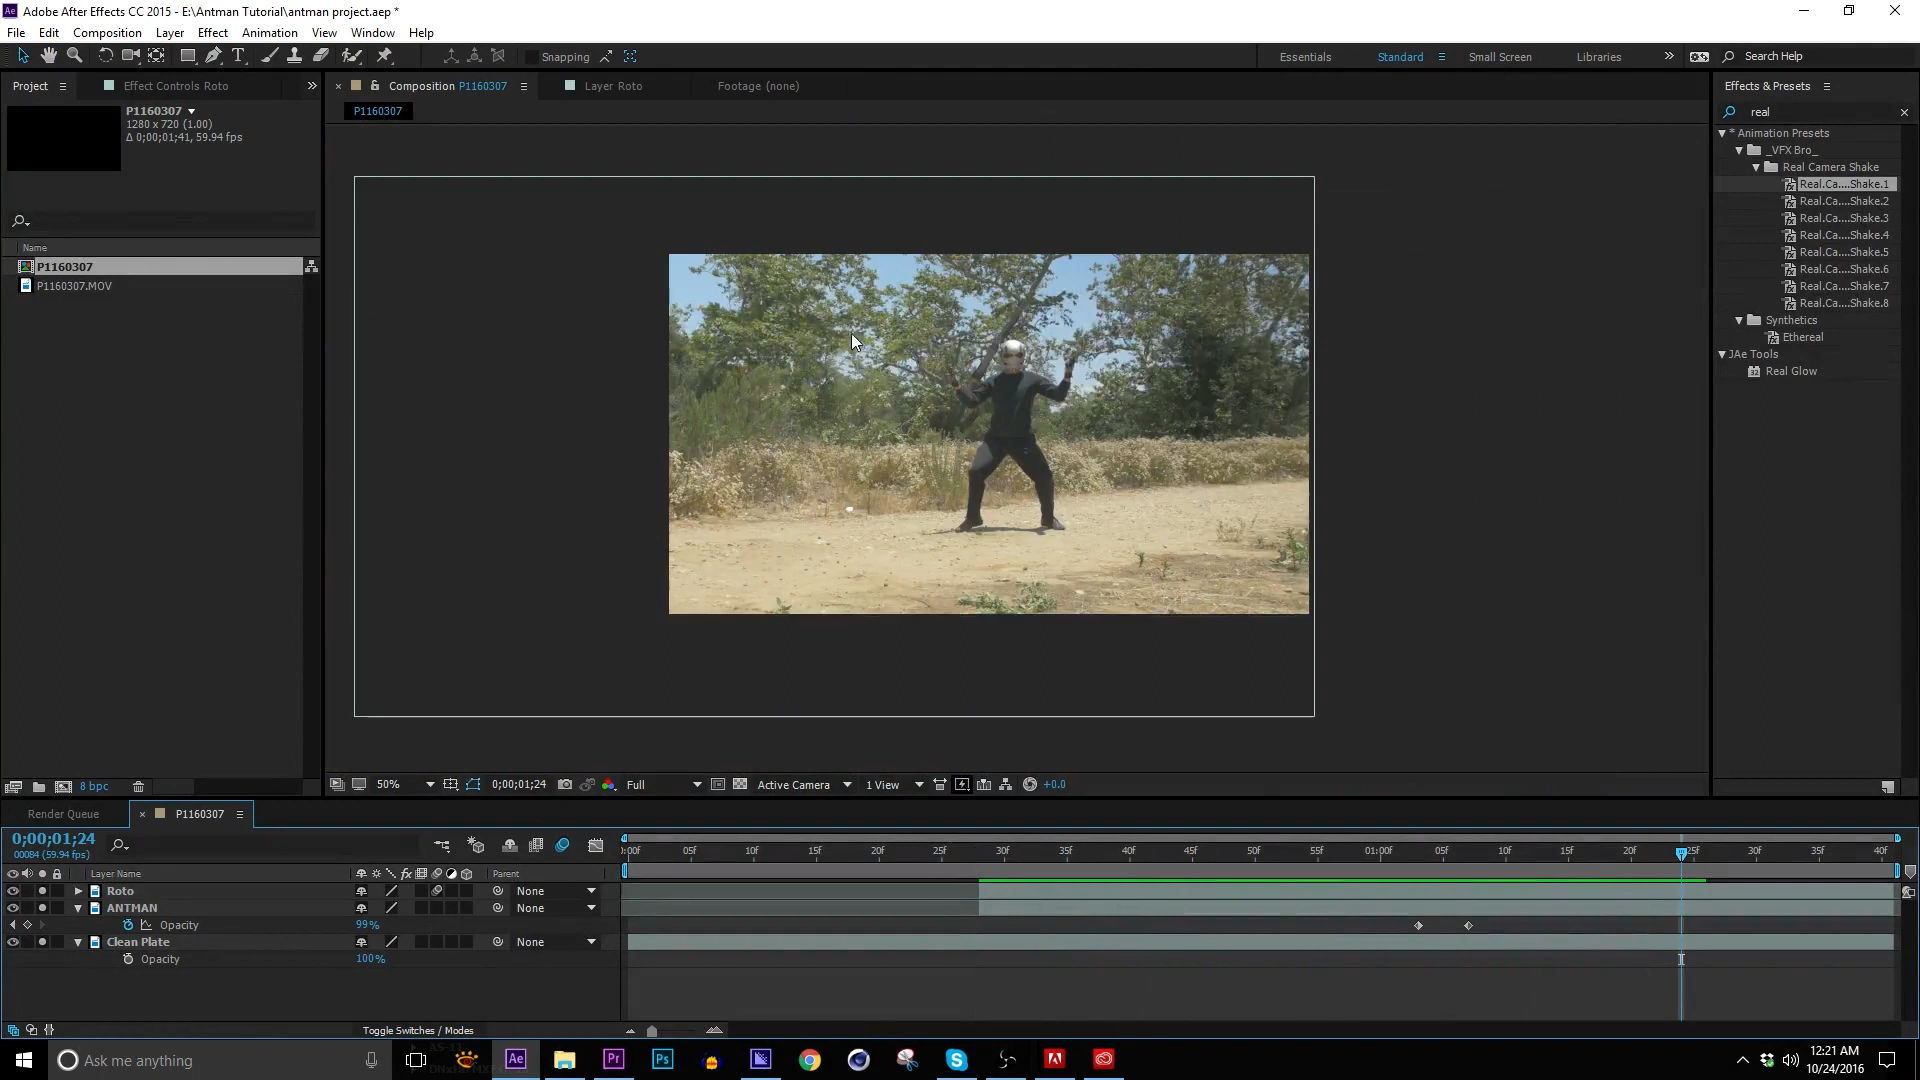 Adobe After Effects CC 2015 - E:\Antman Tutorial\antman project.aep *
File Edit Composition Layer Effect Animation View Window Help
Snapping Essentials Standard Small Screen Libraries Search Help
Project Effect Controls Roto Composition P1160307 Layer Roto Footage (none) Effects & Presets
P1160307
1280 x 720 (1.00)
Δ 0;00;01;41, 59.94 fps
P1160307
real
* Animation Presets
_VFX Bro_
Real Camera Shake
Real.Ca....Shake.1
Real.Ca....Shake.2
Real.Ca....Shake.3
Real.Ca....Shake.4
Real.Ca....Shake.5
Real.Ca....Shake.6
Real.Ca....Shake.7
Real.Ca....Shake.8
Synthetics
Ethereal
JAe Tools
Real Glow
Name
P1160307
P1160307.MOV
8 bpc 50% 0;00;01;24 Full Active Camera 1 View +0.0
Render Queue P1160307
0;00;01;24
00084 (59.94 fps)
:00F 05f 10f 15f 20f 25f 30f 35f 40f 45f 50f 55f 01:00f 05f 10f 15f 20f 25f 30f 35f 40f
Layer Name Parent
Roto None
ANTMAN None
Opacity 99%
Clean Plate None
Opacity 100%
Toggle Switches / Modes
Ask me anything
Ae Pr Ps
12:21 AM
10/24/2016